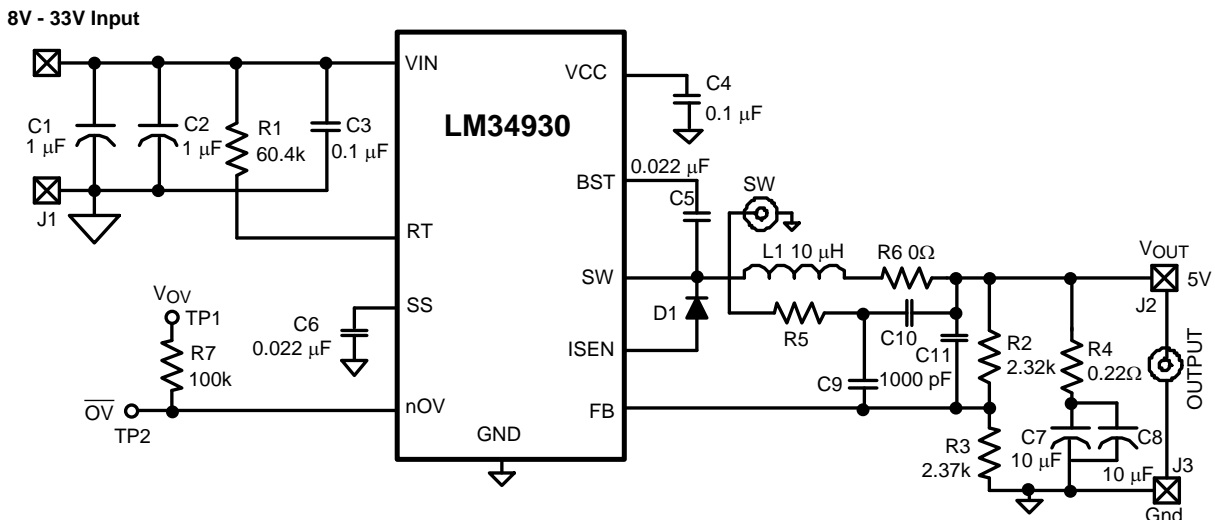 8V - 33V Input
VIN
VCC
C4
0.1 μF
LM34930
C1
1 μF
C2
1 μF
R1
60.4k
C3
0.1 μF
BST
0.022 μF
C5
SW
J1
RT
SW
L1 10 μH
R6 0Ω
VOUT
5V
J2
VOV
TP1
SS
C6
0.022 μF
D1
R5
C10
C11
R2
2.32k
R4
0.22Ω
OUTPUT
ISEN
R7
100k
C9
1000 pF
OV
TP2
nOV
FB
GND
R3
2.37k
C7
10 μF
C8
10 μF
J3
Gnd